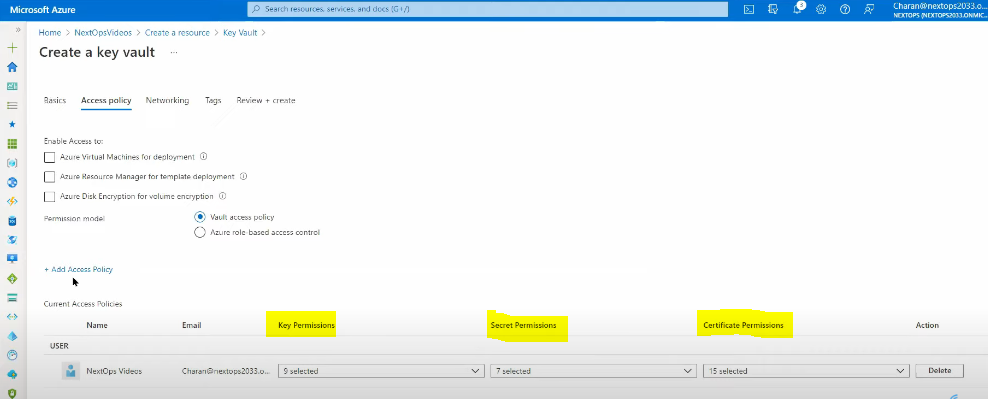 Microsoft Azure
Search resources, services, and docs (G+/)
3
Charan@nextops2033.o...
NEXTOPS (NEXTOPS2033.ONMIC...
Home > NextOpsVideos > Create a resource > Key Vault >
Create a key vault ...
Basics Access policy Networking Tags Review + create
Enable Access to:
Azure Virtual Machines for deployment
Azure Resource Manager for template deployment
Azure Disk Encryption for volume encryption
Permission model
Vault access policy
Azure role-based access control
+ Add Access Policy
Current Access Policies
Name Email Key Permissions Secret Permissions Certificate Permissions Action
USER
NextOps Videos Charan@nextops2033.o... 9 selected 7 selected 15 selected Delete